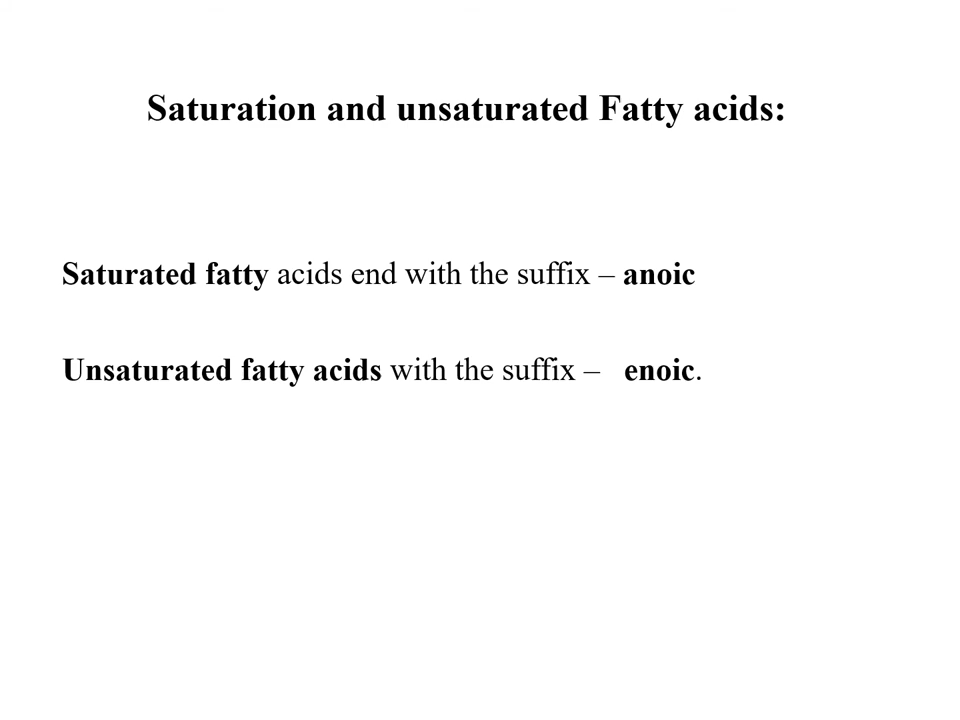 Saturation and unsaturated Fatty acids:
Saturated fatty acids end with the suffix – anoic
Unsaturated fatty acids with the suffix – enoic.